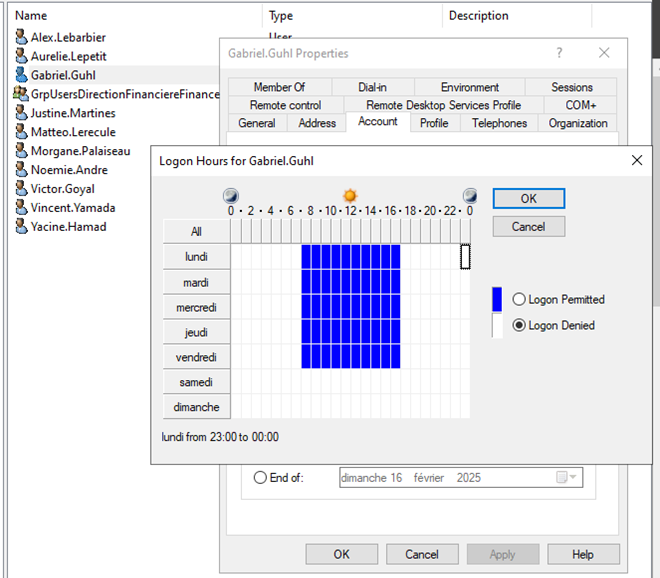 Name Type Description
Alex.Lebarbier User
Aurelie.Lepetit
Gabriel.Guhl
GrpUsersDirectionFinanciereFinance
Justine.Martines
Matteo.Lerecule
Morgane.Palaiseau
Noemie.Andre
Victor.Goyal
Vincent.Yamada
Yacine.Hamad
Gabriel.Guhl Properties ? ×
Member Of Dial-in Environment Sessions
Remote control Remote Desktop Services Profile COM+
General Address Account Profile Telephones Organization
Logon Hours for Gabriel.Guhl ×
0 · 2 · 4 · 6 · 8 · 10 · 12 · 14 · 16 · 18 · 20 · 22 · 0
All
lundi
mardi
mercredi
jeudi
vendredi
samedi
dimanche
lundi from 23:00 to 00:00
OK
Cancel
Logon Permitted
Logon Denied
End of: dimanche 16 février 2025
OK Cancel Apply Help